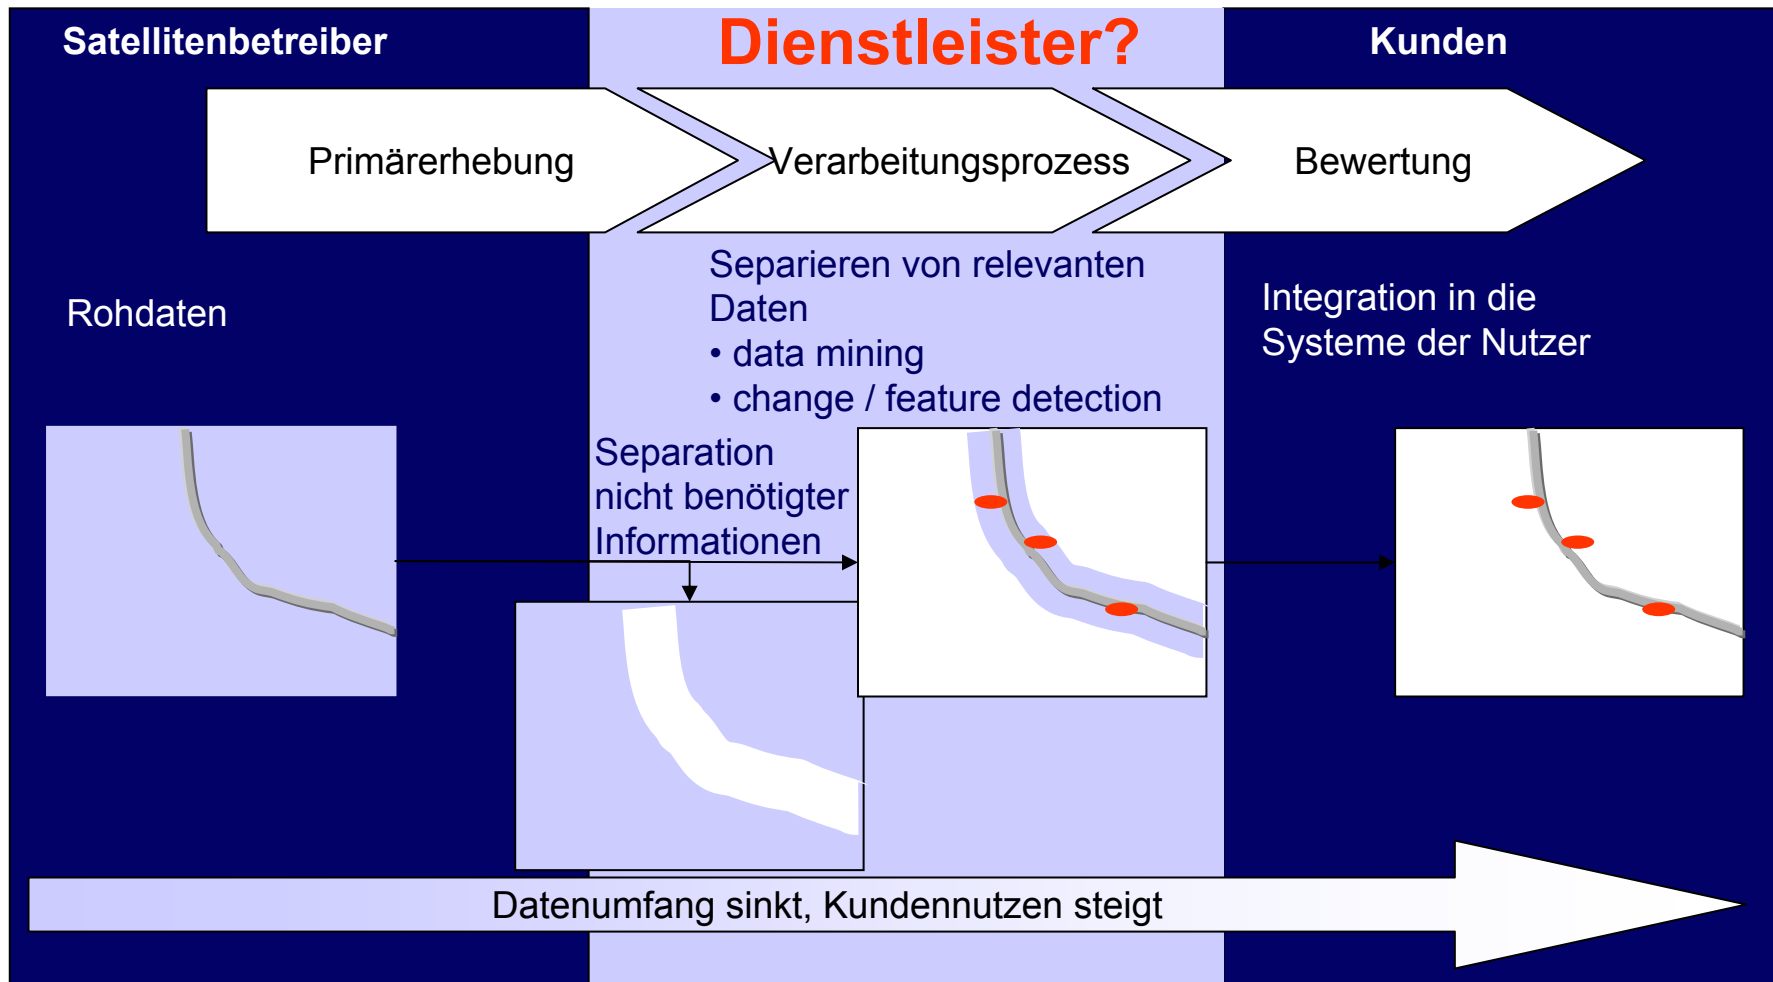 Satellitenbetreiber
Dienstleister?
Kunden
Primärerhebung
Verarbeitungsprozess
Bewertung
Rohdaten
Separieren von relevanten
Daten
• data mining
• change / feature detection
Integration in die
Systeme der Nutzer
Separation
nicht benötigter
Informationen
Datenumfang sinkt, Kundennutzen steigt